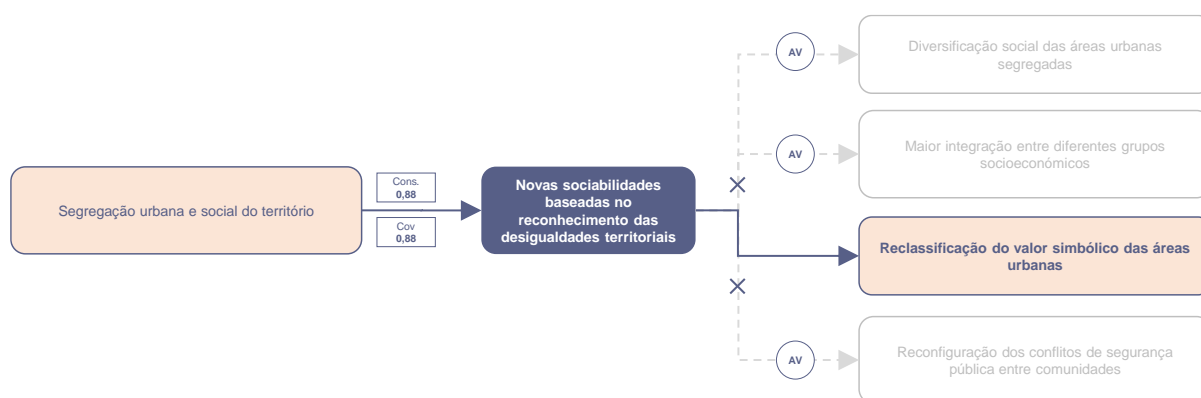 Segregação urbana e social do território
Cons.
0,88
Cov
0,88
Novas sociabilidades
baseadas no
reconhecimento das
desigualdades territoriais
AV
Diversificação social das áreas urbanas
segregadas
AV
Maior integração entre diferentes grupos
socioeconómicos
Reclassificação do valor simbólico das áreas
urbanas
AV
Reconfiguração dos conflitos de segurança
pública entre comunidades